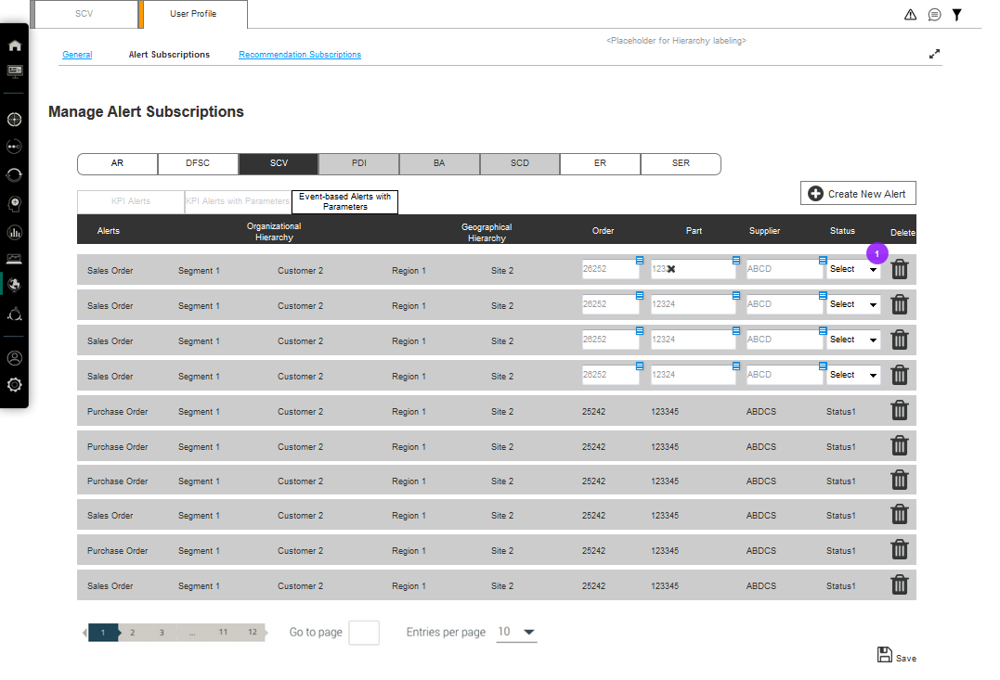 SCV
User Profile
<Placeholder for Hierarchy labeling>
General
Alert Subscriptions
Recommendation Subscriptions
Manage Alert Subscriptions
AR
DFSC
SCV
PDI
BA
SCD
ER
SER
KPI Alerts
KPI Alerts with Parameters
Event-based Alerts with
Parameters
Create New Alert
Alerts
Organizational
Hierarchy
Geographical
Hierarchy
Order
Part
Supplier
Status
Delete
1
Sales Order Segment 1 Customer 2 Region 1 Site 2 26252 123 ABCD Select
Sales Order Segment 1 Customer 2 Region 1 Site 2 26252 12324 ABCD Select
Sales Order Segment 1 Customer 2 Region 1 Site 2 26252 12324 ABCD Select
Sales Order Segment 1 Customer 2 Region 1 Site 2 26252 12324 ABCD Select
Purchase Order Segment 1 Customer 2 Region 1 Site 2 25242 123345 ABDCS Status1
Purchase Order Segment 1 Customer 2 Region 1 Site 2 25242 123345 ABDCS Status1
Purchase Order Segment 1 Customer 2 Region 1 Site 2 25242 123345 ABDCS Status1
Sales Order Segment 1 Customer 2 Region 1 Site 2 25242 123345 ABDCS Status1
Purchase Order Segment 1 Customer 2 Region 1 Site 2 25242 123345 ABDCS Status1
Sales Order Segment 1 Customer 2 Region 1 Site 2 25242 123345 ABDCS Status1
1 2 3 ... 11 12
Go to page
Entries per page 10
Save